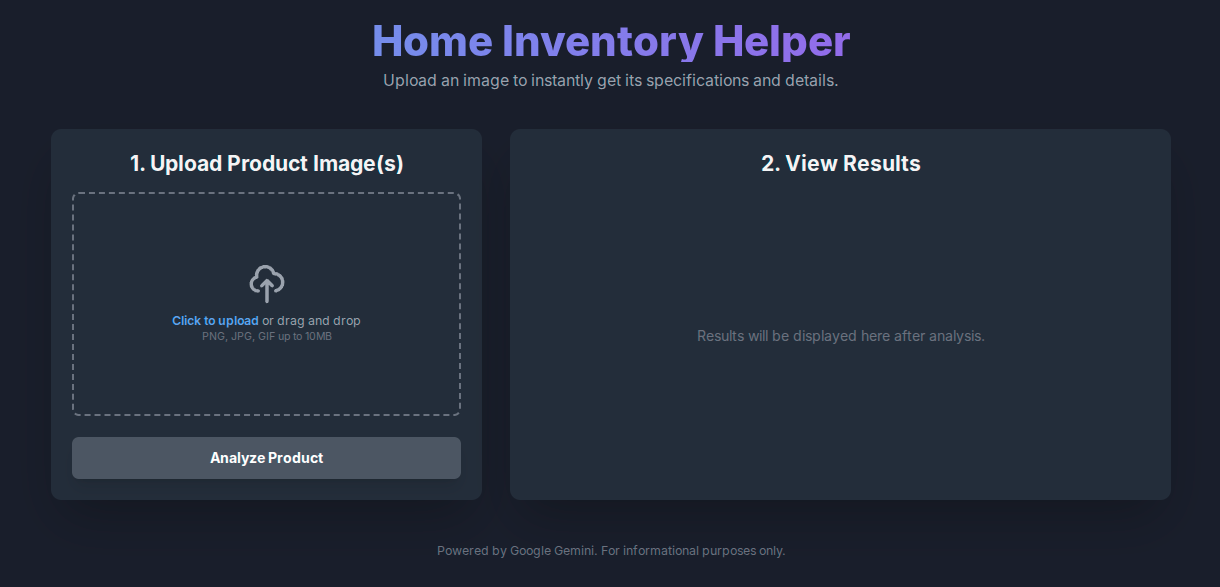 Home Inventory Helper
Upload an image to instantly get its specifications and details.
1. Upload Product Image(s)
Click to upload or drag and drop
PNG, JPG, GIF up to 10MB
Analyze Product
2. View Results
Results will be displayed here after analysis.
Powered by Google Gemini. For informational purposes only.